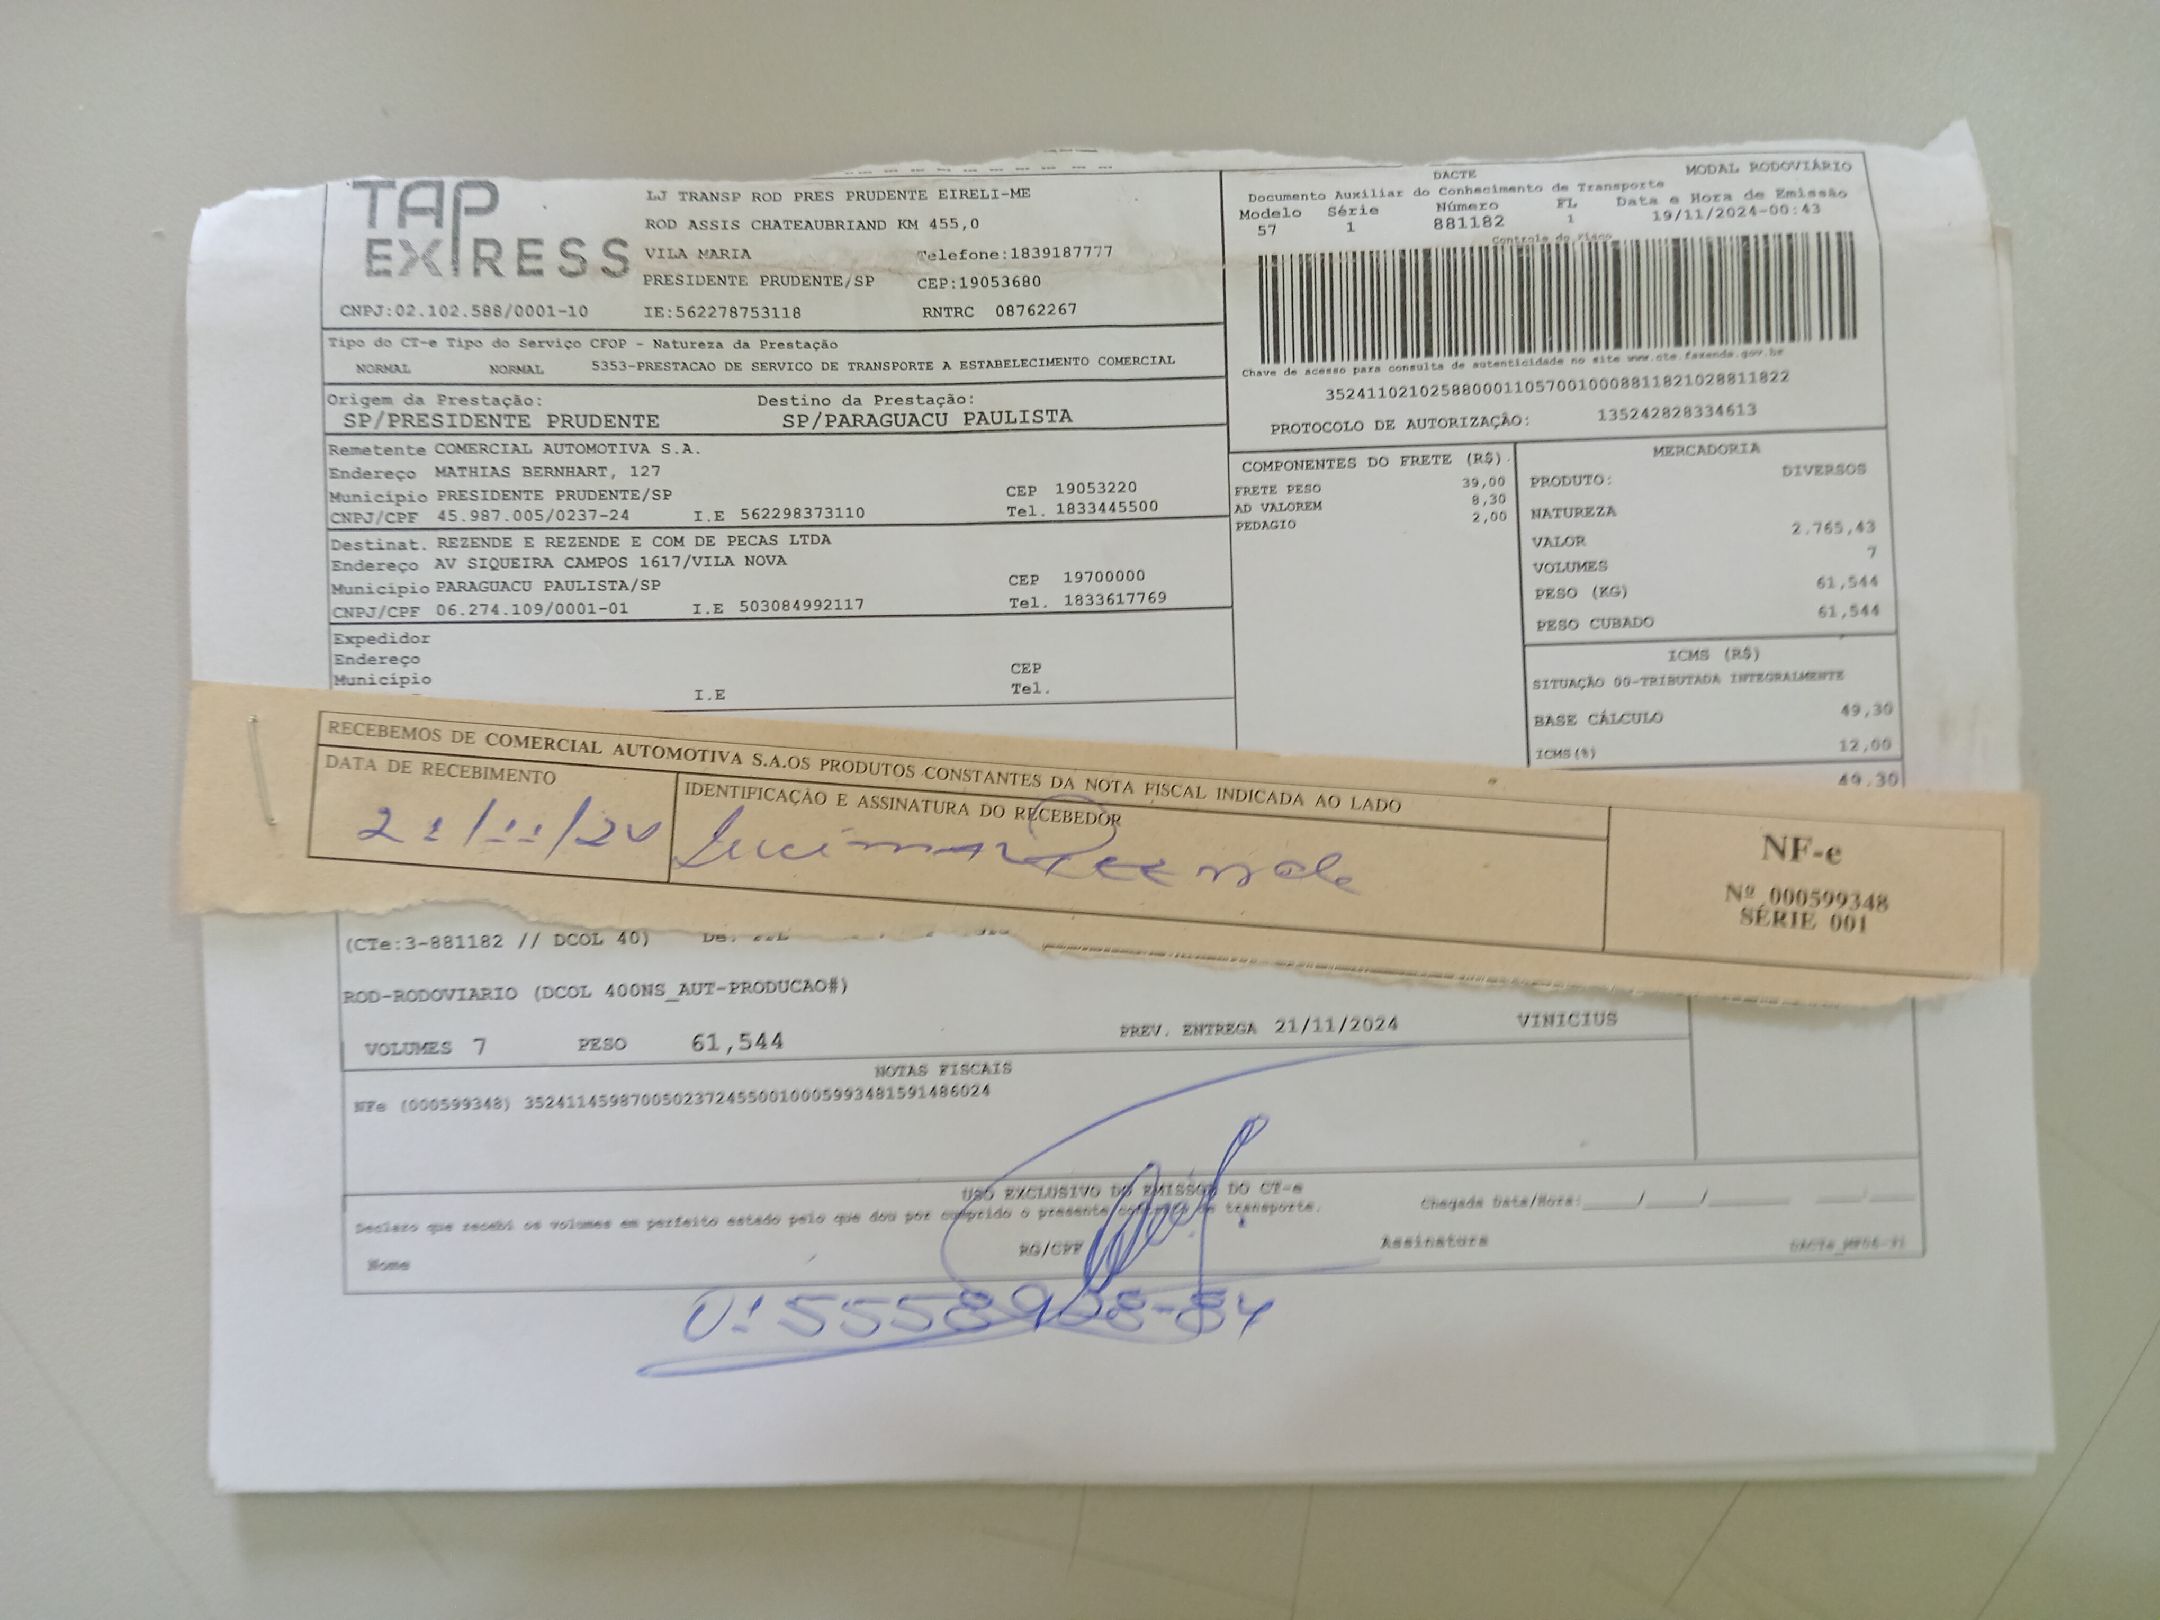 TAP EXPRESS
LJ TRANSP ROD PRES PRUDENTE EIRELI-ME
ROD ASSIS CHATEAUBRIAND KM 455,0
VILA MARIA Telefone:1839187777
PRESIDENTE PRUDENTE/SP CEP:19053680
CNPJ:02.102.588/0001-10 IE:562278753118 RNTRC 08762267
DACTE MODAL RODOVIÁRIO
Documento Auxiliar do Conhecimento de Transporte
Modelo Série Número FL Data e Hora de Emissão
57 1 881182 1 19/11/2024-00:43
Controle do Fisco
Chave de acesso para consulta de autenticidade no site www.cte.fazenda.gov.br
35241102102588000110570010008811821028811822
PROTOCOLO DE AUTORIZAÇÃO: 135242828334613
Tipo do CT-e Tipo do Serviço CFOP - Natureza da Prestação
NORMAL NORMAL 5353-PRESTACAO DE SERVICO DE TRANSPORTE A ESTABELECIMENTO COMERCIAL
Origem da Prestação: Destino da Prestação:
SP/PRESIDENTE PRUDENTE SP/PARAGUACU PAULISTA
Remetente COMERCIAL AUTOMOTIVA S.A.
Endereço MATHIAS BERNHART, 127
Município PRESIDENTE PRUDENTE/SP CEP 19053220
CNPJ/CPF 45.987.005/0237-24 I.E 562298373110 Tel. 1833445500
Destinat. REZENDE E REZENDE E COM DE PECAS LTDA
Endereço AV SIQUEIRA CAMPOS 1617/VILA NOVA
Município PARAGUACU PAULISTA/SP CEP 19700000
CNPJ/CPF 06.274.109/0001-01 I.E 503084992117 Tel. 1833617769
Expedidor
Endereço
Município CEP
I.E Tel.
COMPONENTES DO FRETE (R$).
FRETE PESO 39,00
AD VALOREM 8,30
PEDAGIO 2,00
MERCADORIA
PRODUTO: DIVERSOS
NATUREZA
VALOR 2.765,43
VOLUMES 7
PESO (KG) 61,544
PESO CUBADO 61,544
ICMS (R$)
SITUAÇÃO 00-TRIBUTADA INTEGRALMENTE
BASE CÁLCULO 49,30
ICMS(%) 12,00
49,30
RECEBEMOS DE COMERCIAL AUTOMOTIVA S.A.OS PRODUTOS CONSTANTES DA NOTA FISCAL INDICADA AO LADO
DATA DE RECEBIMENTO
IDENTIFICAÇÃO E ASSINATURA DO RECEBEDOR
21/11/24
NF-e
Nº 000599348
SÉRIE 001
(CTe:3-881182 // DCOL 40)
ROD-RODOVIARIO (DCOL 400NS_AUT-PRODUCAO#)
VOLUMES 7 PESO 61,544 PREV. ENTREGA 21/11/2024 VINICIUS
NOTAS FISCAIS
NFe (000599348) 35241145987005023724550010005993481591486024
USO EXCLUSIVO DO EMISSOR DO CT-e
Declaro que recebi os volumes em perfeito estado pelo que dou por cumprido o presente contrato de transporte.
Chegada Data/Hora:
Nome RG/CPF Assinatura